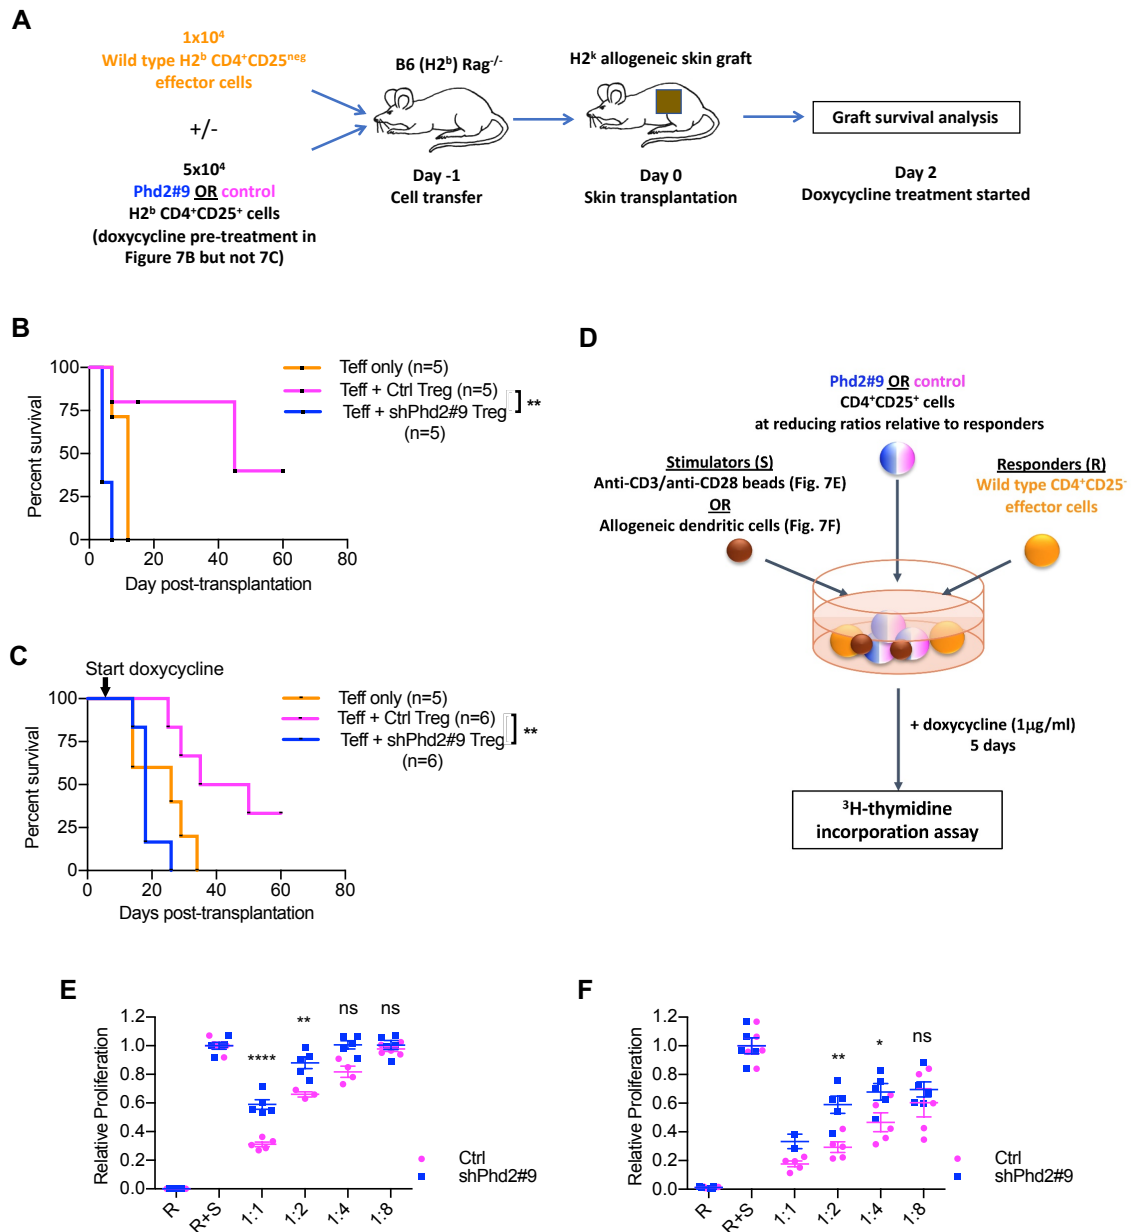 A
1x10⁴
Wild type H2ᵇ CD4⁺CD25ⁿᵉᵍ
effector cells
+/-
5x10⁴
Phd2#9 OR control
H2ᵇ CD4⁺CD25⁺ cells
(doxycycline pre-treatment in
Figure 7B but not 7C)
B6 (H2ᵇ) Rag⁻/⁻
Day -1
Cell transfer
H2ᵏ allogeneic skin graft
Day 0
Skin transplantation
Graft survival analysis
Day 2
Doxycycline treatment started
B
Percent survival
100
75
50
25
0
0 20 40 60 80
Day post-transplantation
Teff only (n=5)
Teff + Ctrl Treg (n=5)
Teff + shPhd2#9 Treg
(n=5)
**
C
Start doxycycline
Percent survival
100
75
50
25
0
0 20 40 60 80
Days post-transplantation
Teff only (n=5)
Teff + Ctrl Treg (n=6)
Teff + shPhd2#9 Treg
(n=6)
**
D
Phd2#9 OR control
CD4⁺CD25⁺ cells
at reducing ratios relative to responders
Stimulators (S)
Anti-CD3/anti-CD28 beads (Fig. 7E)
OR
Allogeneic dendritic cells (Fig. 7F)
Responders (R)
Wild type CD4⁺CD25⁻
effector cells
+ doxycycline (1µg/ml)
5 days
³H-thymidine
incorporation assay
E
Relative Proliferation
1.2
1.0
0.8
0.6
0.4
0.2
0.0
**** ** ns ns
R R+S 1:1 1:2 1:4 1:8
Ctrl
shPhd2#9
F
Relative Proliferation
1.2
1.0
0.8
0.6
0.4
0.2
0.0
** * ns
R R+S 1:1 1:2 1:4 1:8
Ctrl
shPhd2#9